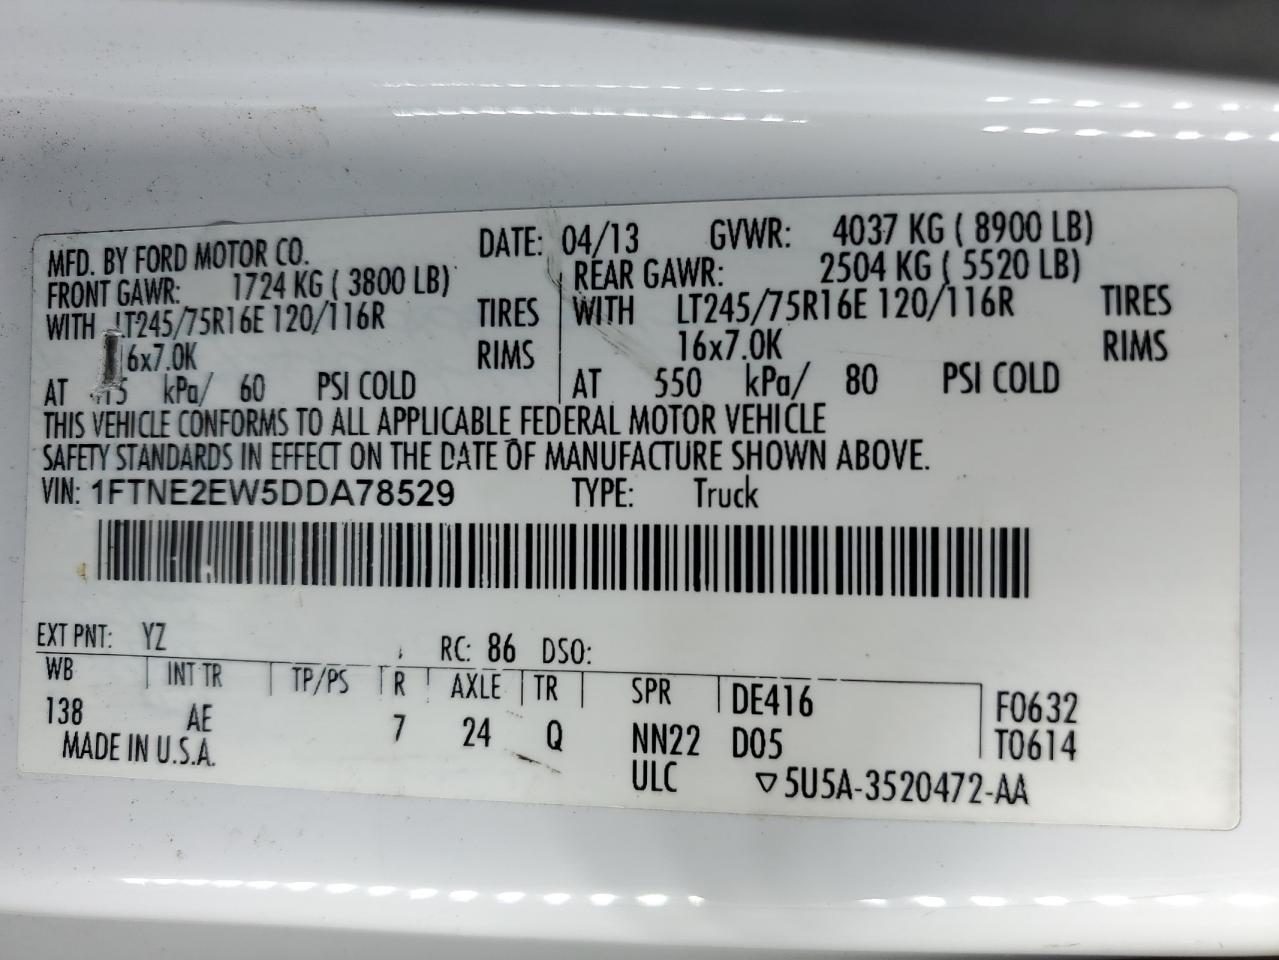 MFD. BY FORD MOTOR CO. DATE: 04/13 GVWR: 4037 KG ( 8900 LB)
FRONT GAWR: 1724 KG ( 3800 LB) REAR GAWR: 2504 KG ( 5520 LB)
WITH LT245/75R16E 120/116R TIRES WITH LT245/75R16E 120/116R TIRES
6x7.0K RIMS 16x7.0K RIMS
AT kPa/ 60 PSI COLD AT 550 kPa/ 80 PSI COLD
THIS VEHICLE CONFORMS TO ALL APPLICABLE FEDERAL MOTOR VEHICLE
SAFETY STANDARDS IN EFFECT ON THE DATE OF MANUFACTURE SHOWN ABOVE.
VIN: 1FTNE2EW5DDA78529 TYPE: Truck
EXT PNT: YZ RC: 86 DSO:
WB INT TR TP/PS R AXLE TR SPR DE416 F0632
138 AE 7 24 Q NN22 D05 T0614
MADE IN U.S.A. ULC ▽5U5A-3520472-AA